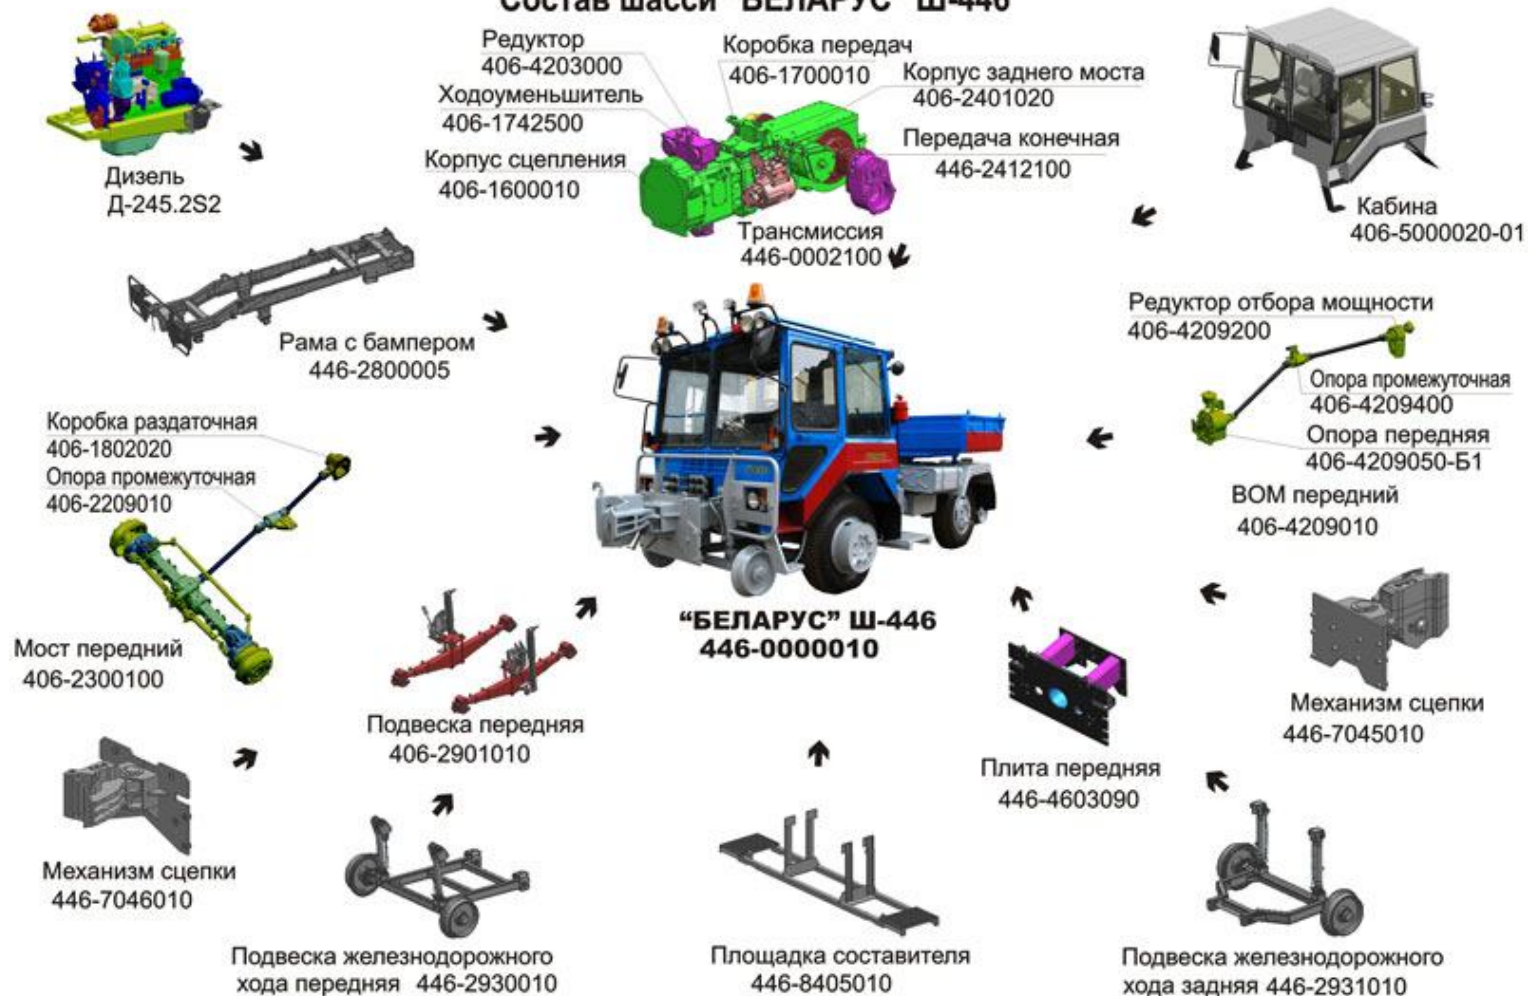 Состав шасси "БЕЛАРУС" Ш-446
Редуктор
406-4203000
Ходоуменьшитель
406-1742500
Корпус сцепления
406-1600010
Коробка передач
406-1700010
Корпус заднего моста
406-2401020
Передача конечная
446-2412100
Трансмиссия
446-0002100
Дизель
Д-245.2S2
Кабина
406-5000020-01
Рама с бампером
446-2800005
Редуктор отбора мощности
406-4209200
Опора промежуточная
406-4209400
Опора передняя
406-4209050-Б1
ВОМ передний
406-4209010
Коробка раздаточная
406-1802020
Опора промежуточная
406-2209010
Мост передний
406-2300100
Подвеска передняя
406-2901010
“БЕЛАРУС” Ш-446
446-0000010
Плита передняя
446-4603090
Механизм сцепки
446-7045010
Механизм сцепки
446-7046010
Подвеска железнодорожного
хода передняя 446-2930010
Площадка составителя
446-8405010
Подвеска железнодорожного
хода задняя 446-2931010